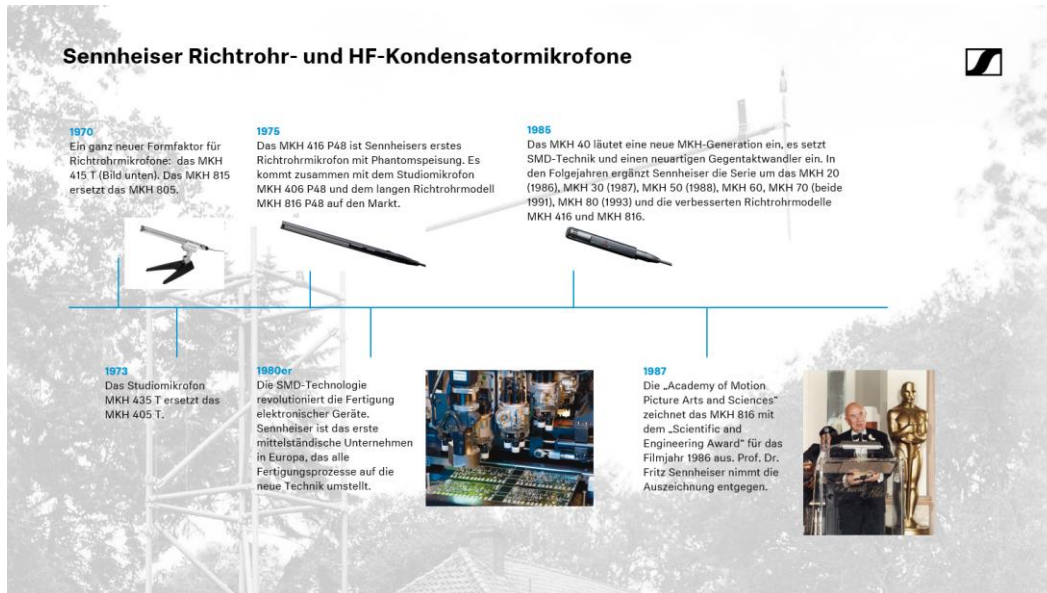 Sennheiser Richtrohr- und HF-Kondensatormikrofone
1970
Ein ganz neuer Formfaktor für
Richtrohrmikrofone: das MKH
415 T (Bild unten). Das MKH 815
ersetzt das MKH 805.
1975
Das MKH 416 P48 ist Sennheisers erstes
Richtrohrmikrofon mit Phantomspeisung. Es
kommt zusammen mit dem Studiomikrofon
MKH 406 P48 und dem langen Richtrohrmodell
MKH 816 P48 auf den Markt.
1985
Das MKH 40 läutet eine neue MKH-Generation ein, es setzt
SMD-Technik und einen neuartigen Gegentaktwandler ein. In
den Folgejahren ergänzt Sennheiser die Serie um das MKH 20
(1986), MKH 30 (1987), MKH 50 (1988), MKH 60, MKH 70 (beide
1991), MKH 80 (1993) und die verbesserten Richtrohrmodelle
MKH 416 und MKH 816.
1973
Das Studiomikrofon
MKH 435 T ersetzt das
MKH 405 T.
1980er
Die SMD-Technologie
revolutioniert die Fertigung
elektronischer Geräte.
Sennheiser ist das erste
mittelständische Unternehmen
in Europa, das alle
Fertigungsprozesse auf die
neue Technik umstellt.
1987
Die „Academy of Motion
Picture Arts and Sciences“
zeichnet das MKH 816 mit
dem „Scientific and
Engineering Award“ für das
Filmjahr 1986 aus. Prof. Dr.
Fritz Sennheiser nimmt die
Auszeichnung entgegen.